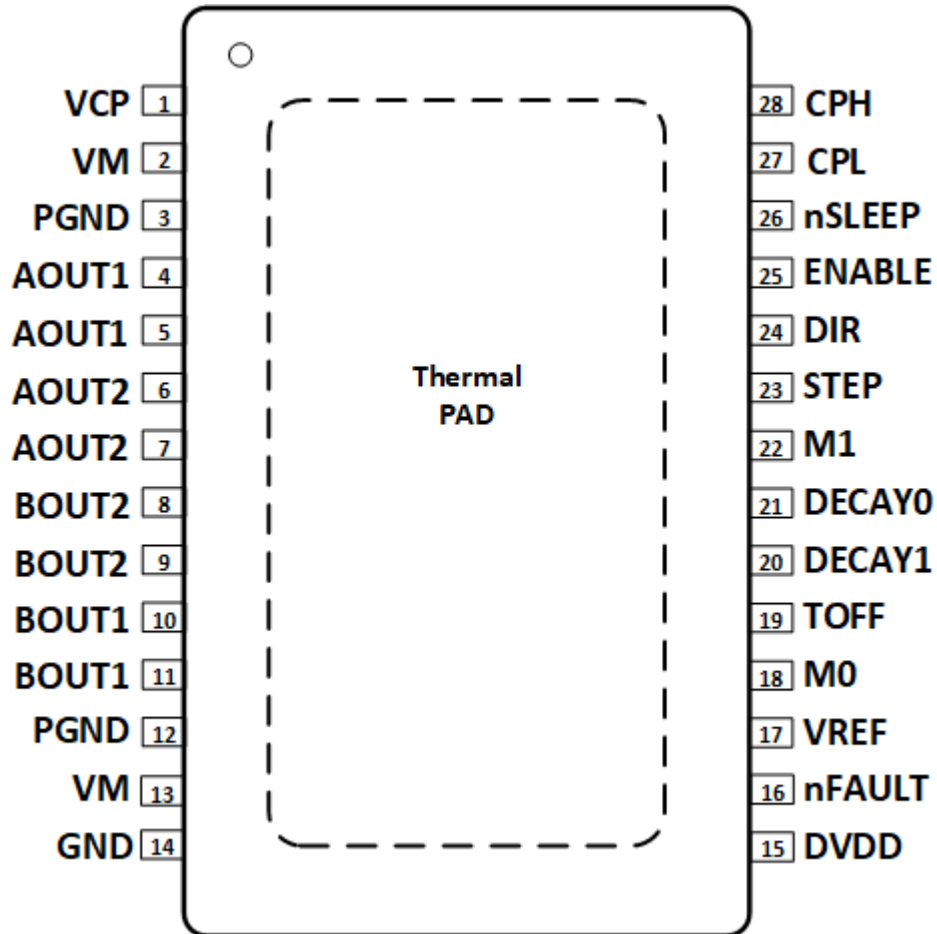 VCP 1
VM 2
PGND 3
AOUT1 4
AOUT1 5
AOUT2 6
AOUT2 7
BOUT2 8
BOUT2 9
BOUT1 10
BOUT1 11
PGND 12
VM 13
GND 14
Thermal
PAD
28 CPH
27 CPL
26 nSLEEP
25 ENABLE
24 DIR
23 STEP
22 M1
21 DECAY0
20 DECAY1
19 TOFF
18 M0
17 VREF
16 nFAULT
15 DVDD